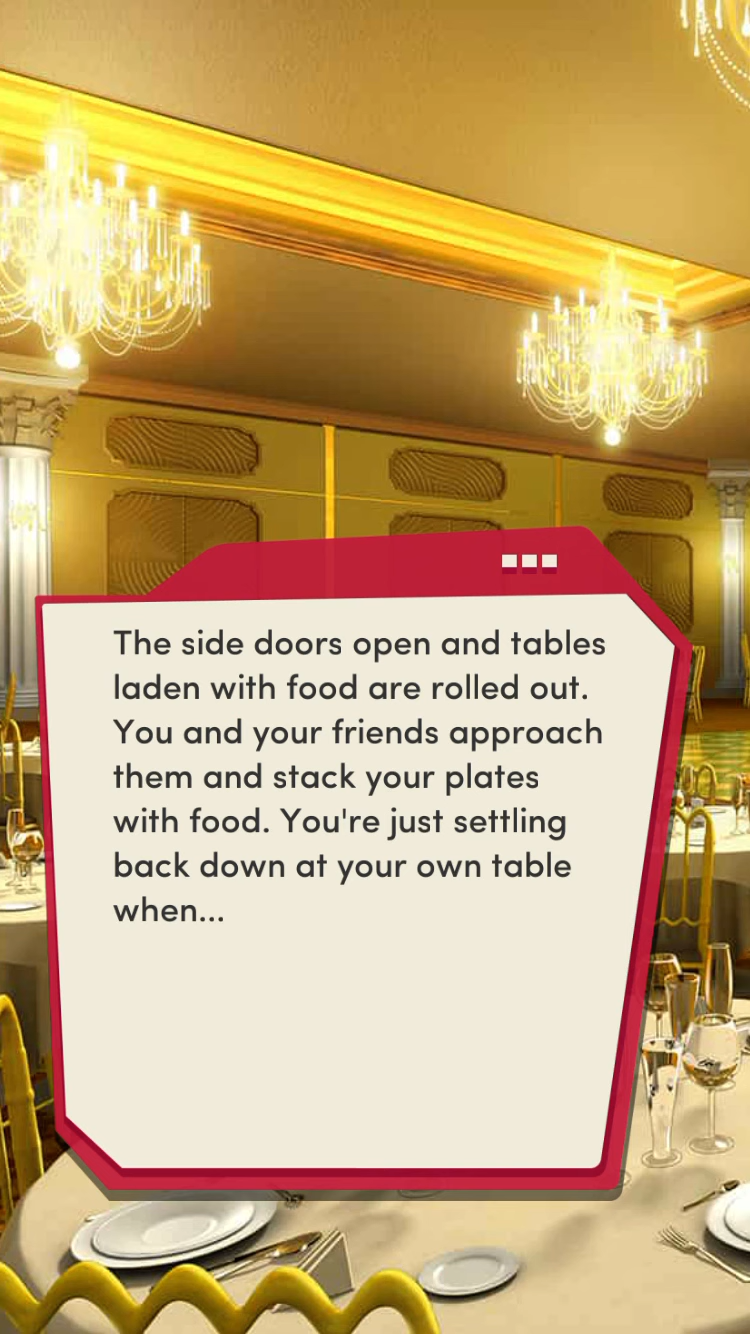 The side doors open and tables
laden with food are rolled out.
You and your friends approach
them and stack your plates
with food. You're just settling
back down at your own table
when...